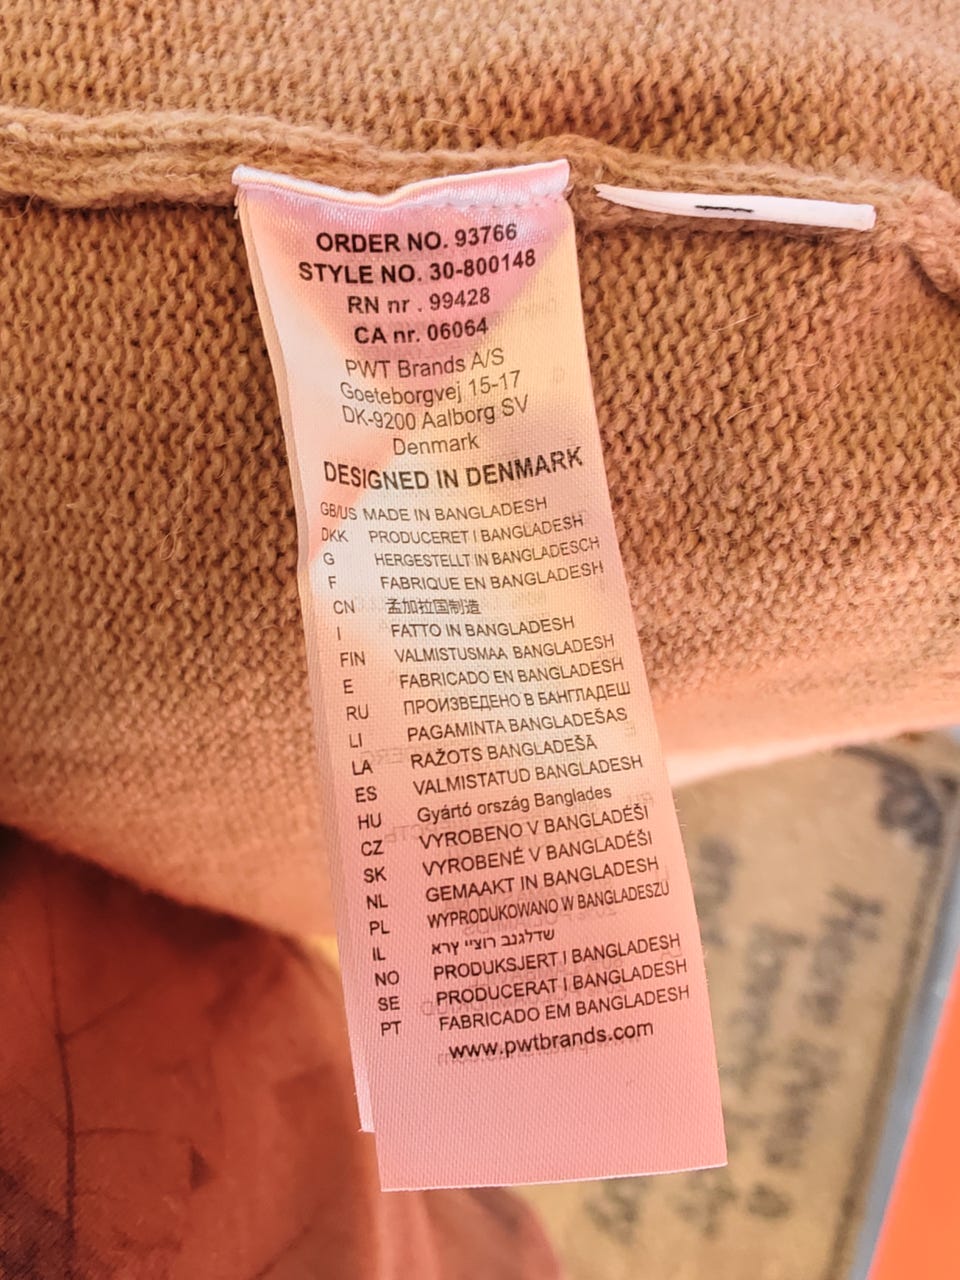 ORDER NO. 93766
STYLE NO. 30-800148
RN nr . 99428
CA nr. 06064
PWT Brands A/S
Goeteborgvej 15-17
DK-9200 Aalborg SV
Denmark
DESIGNED IN DENMARK
GB/US MADE IN BANGLADESH
DKK PRODUCERET I BANGLADESH
G HERGESTELLT IN BANGLADESCH
F FABRIQUE EN BANGLADESH
CN 孟加拉国制造
I FATTO IN BANGLADESH
FIN VALMISTUSMAA BANGLADESH
E FABRICADO EN BANGLADESH
RU ПРОИЗВЕДЕНО В БАНГЛАДЕШ
LI PAGAMINTA BANGLADEŠAS
LA RAŽOTS BANGLADEŠĀ
ES VALMISTATUD BANGLADESH
HU Gyártó ország Banglades
CZ VYROBENO V BANGLADÉŠI
SK VYROBENÉ V BANGLADÉŠI
NL GEMAAKT IN BANGLADESH
PL WYPRODUKOWANO W BANGLADESZU
IL ארץ ייצור בנגלדש
NO PRODUKSJERT I BANGLADESH
SE PRODUCERAT I BANGLADESH
PT FABRICADO EM BANGLADESH
www.pwtbrands.com